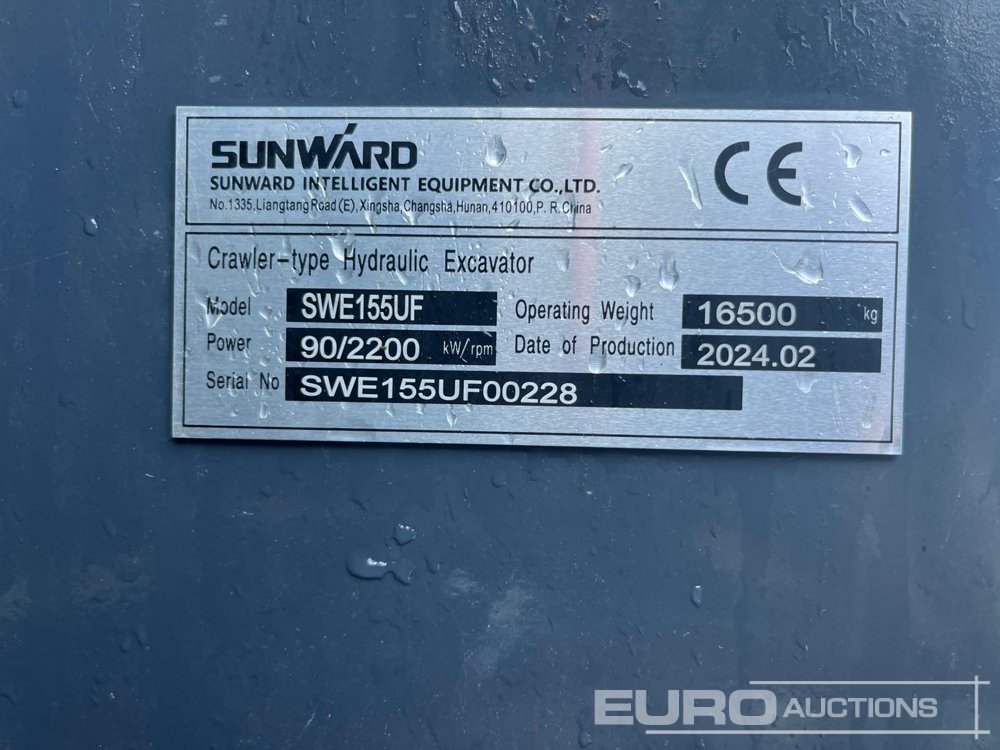 SUNWARD
SUNWARD INTELLIGENT EQUIPMENT CO.,LTD.
No.1335,Liangtang Road (E), Xingsha,Changsha,Hunan,410100,P. R.China
CE
Crawler-type Hydraulic Excavator
Model SWE155UF Operating Weight 16500 kg
Power 90/2200 kW/rpm Date of Production 2024.02
Serial No SWE155UF00228
EURO AUCTIONS